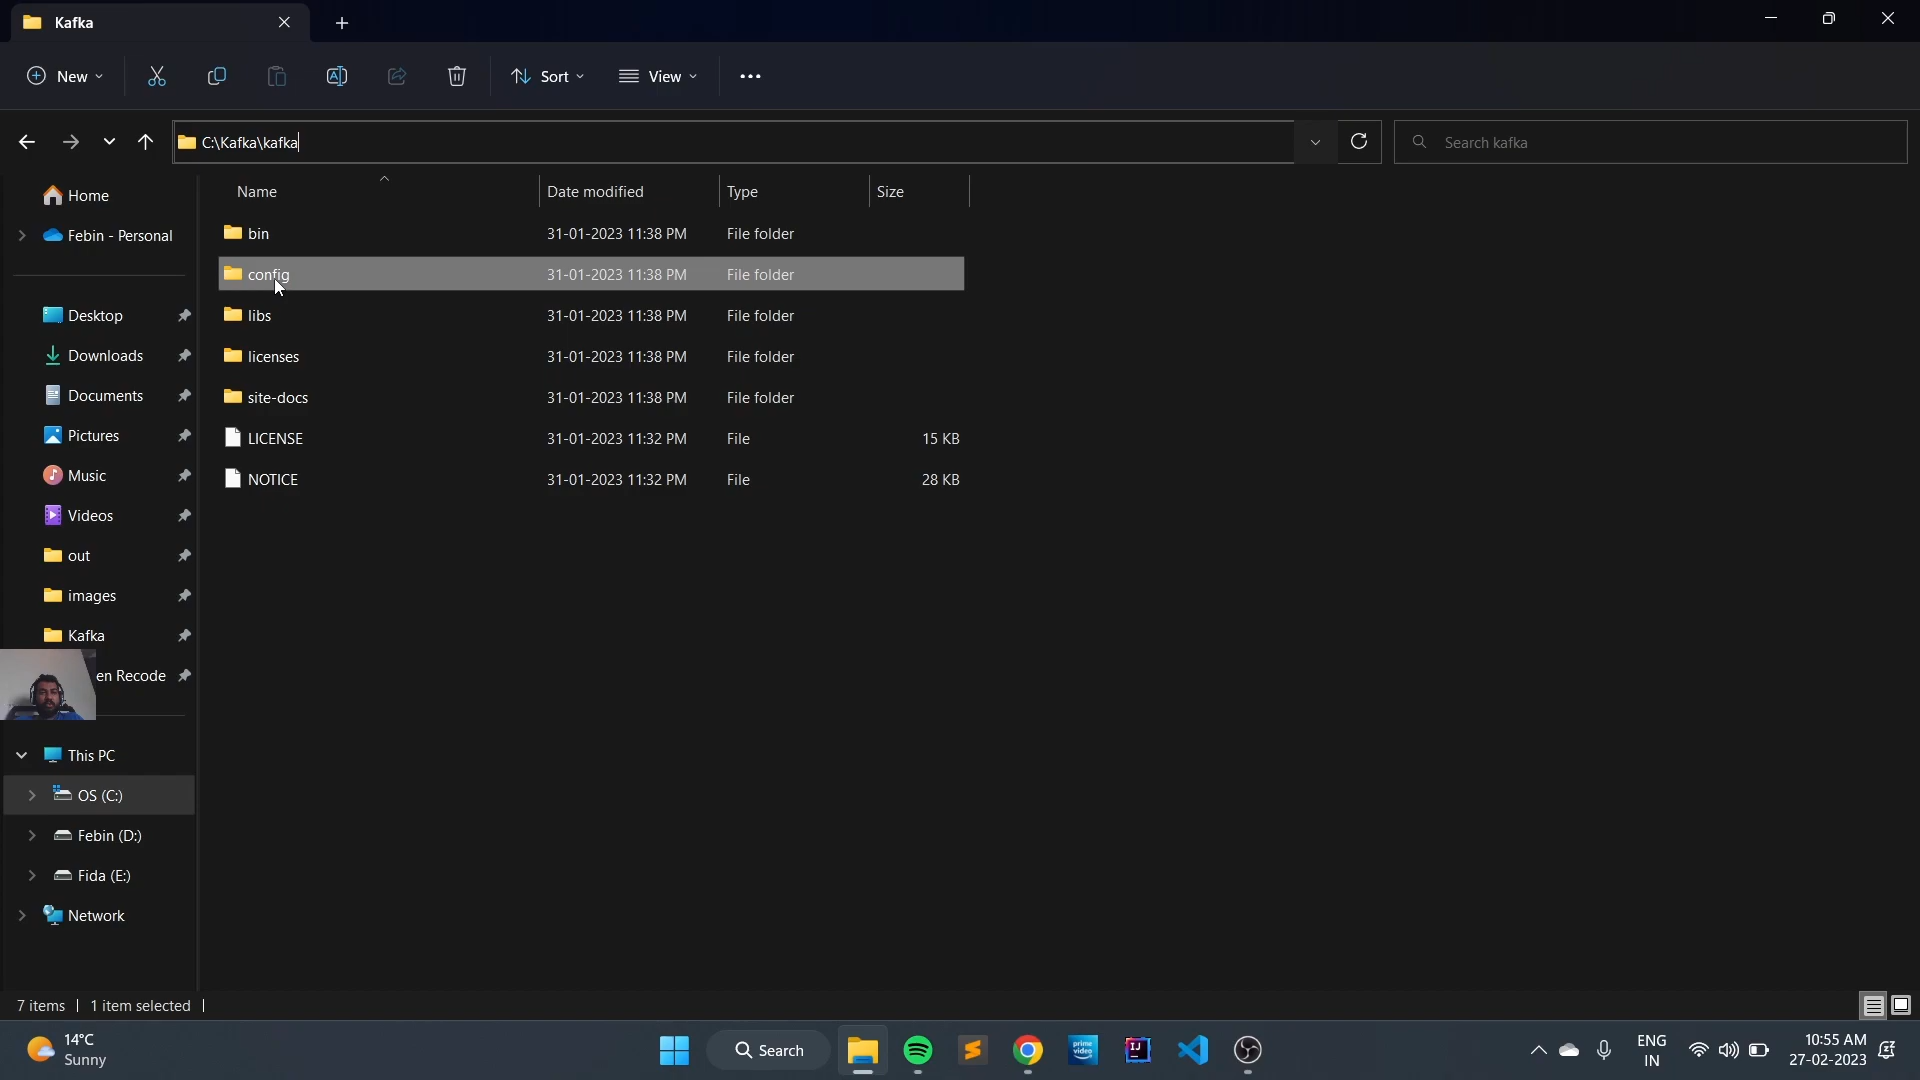 Kafka
New
Sort
View
C:\Kafka\kafka
Search kafka
Home
Febin - Personal
Desktop
Downloads
Documents
Pictures
Music
Videos
out
images
Kafka
en Recode
This PC
OS (C:)
Febin (D:)
Fida (E:)
Network
Name Date modified Type Size
bin 31-01-2023 11:38 PM File folder
config 31-01-2023 11:38 PM File folder
libs 31-01-2023 11:38 PM File folder
licenses 31-01-2023 11:38 PM File folder
site-docs 31-01-2023 11:38 PM File folder
LICENSE 31-01-2023 11:32 PM File 15 KB
NOTICE 31-01-2023 11:32 PM File 28 KB
7 items 1 item selected
14°C
Sunny
Search
prime video
IJ
ENG
IN
10:55 AM
27-02-2023